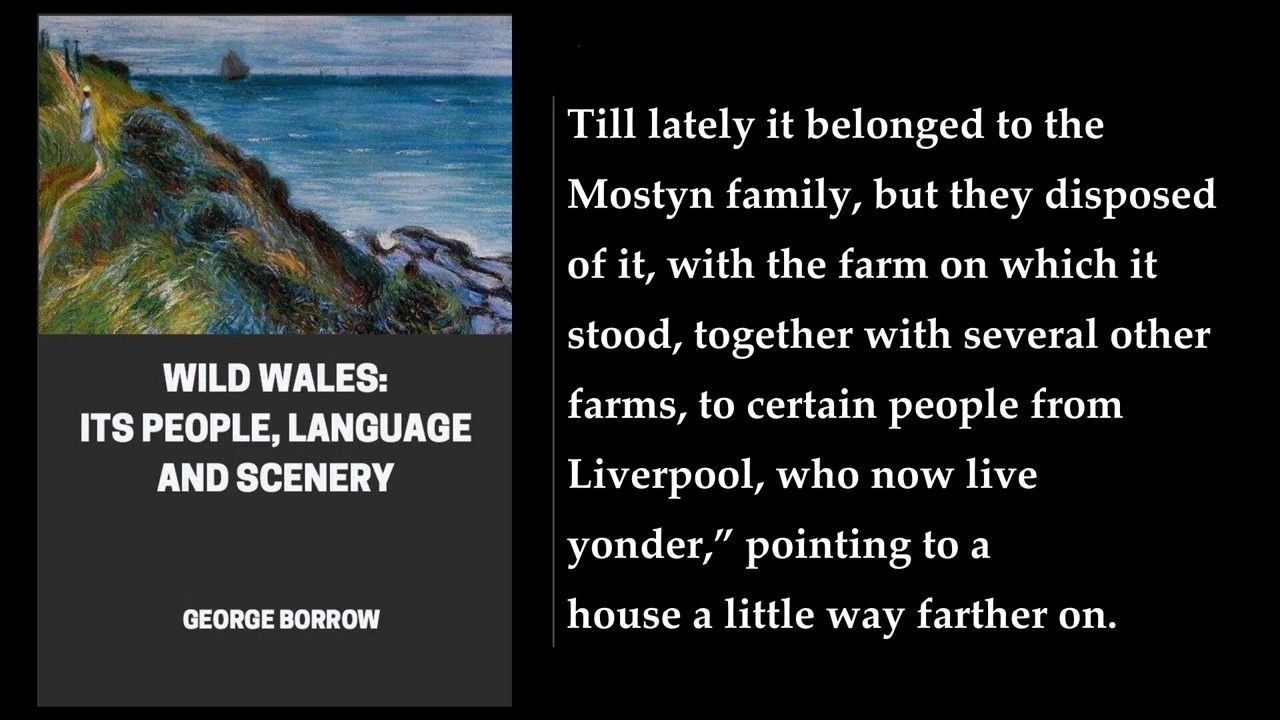 WILD WALES:
ITS PEOPLE, LANGUAGE
AND SCENERY
GEORGE BORROW
Till lately it belonged to the
Mostyn family, but they disposed
of it, with the farm on which it
stood, together with several other
farms, to certain people from
Liverpool, who now live
yonder,” pointing to a
house a little way farther on.